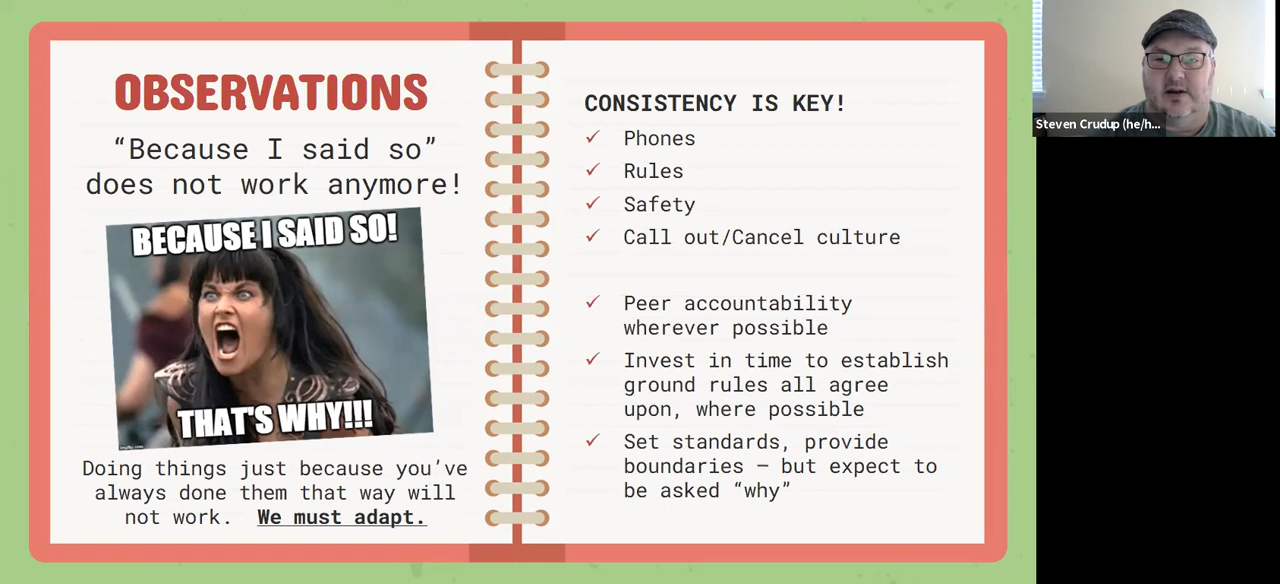 OBSERVATIONS
“Because I said so”
does not work anymore!
BECAUSE I SAID SO!
THAT'S WHY!!!
imgflip.com
Doing things just because you’ve
always done them that way will
not work. We must adapt.
CONSISTENCY IS KEY!
✓ Phones
✓ Rules
✓ Safety
✓ Call out/Cancel culture
✓ Peer accountability
wherever possible
✓ Invest in time to establish
ground rules all agree
upon, where possible
✓ Set standards, provide
boundaries – but expect to
be asked “why”
Steven Crudup (he/h...